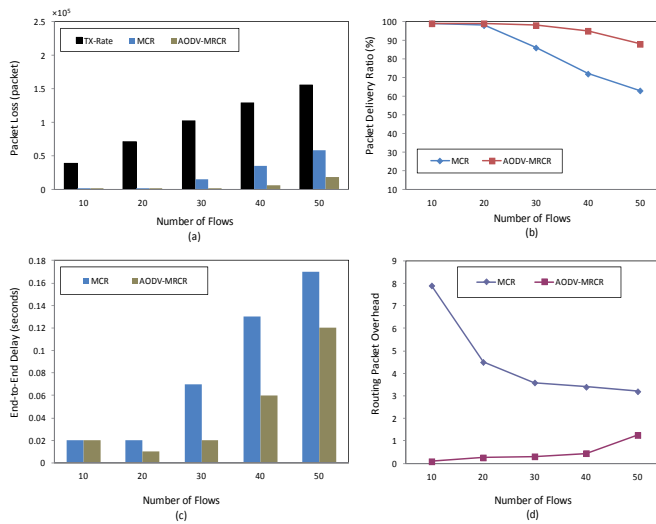 ×10⁵
2.5
2
1.5
1
0.5
0
Packet Loss (packet)
TX-Rate MCR AODV-MRCR
10 20 30 40 50
Number of Flows
(a)
100
90
80
70
60
50
40
30
20
10
Packet Delivery Ratio (%)
MCR AODV-MRCR
10 20 30 40 50
Number of Flows
(b)
0.18
0.16
0.14
0.12
0.1
0.08
0.06
0.04
0.02
0
End-to-End Delay (seconds)
MCR AODV-MRCR
10 20 30 40 50
Number of Flows
(c)
9
8
7
6
5
4
3
2
1
0
Routing Packet Overhead
MCR AODV-MRCR
10 20 30 40 50
Number of Flows
(d)